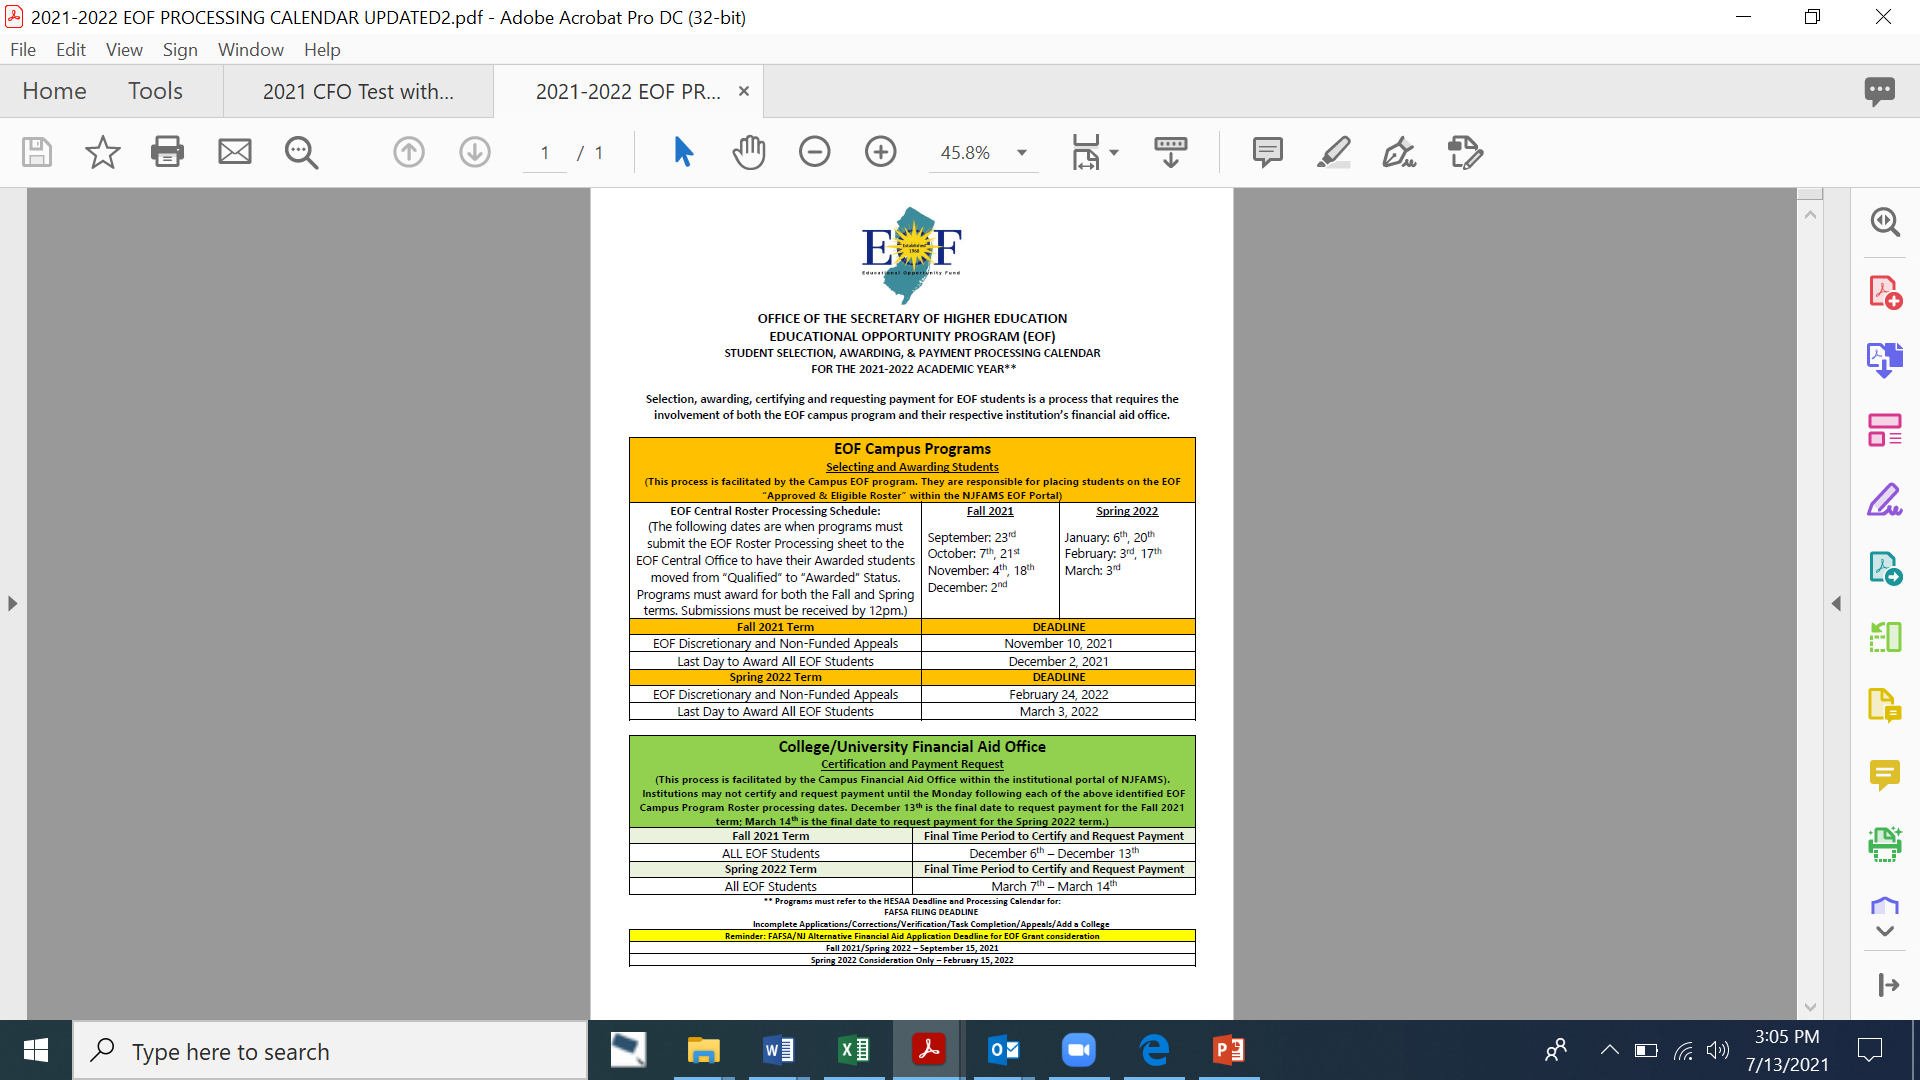 2021-2022 EOF PROCESSING CALENDAR UPDATED2.pdf - Adobe Acrobat Pro DC (32-bit)
File Edit View Sign Window Help
Home Tools 2021 CFO Test with... 2021-2022 EOF PR... ×
1 / 1 45.8%
EOF
Established 1968
Educational Opportunity Fund
OFFICE OF THE SECRETARY OF HIGHER EDUCATION
EDUCATIONAL OPPORTUNITY PROGRAM (EOF)
STUDENT SELECTION, AWARDING, & PAYMENT PROCESSING CALENDAR
FOR THE 2021-2022 ACADEMIC YEAR**
Selection, awarding, certifying and requesting payment for EOF students is a process that requires the
involvement of both the EOF campus program and their respective institution's financial aid office.
EOF Campus Programs
Selecting and Awarding Students
(This process is facilitated by the Campus EOF program. They are responsible for placing students on the EOF
"Approved & Eligible Roster" within the NJFAMS EOF Portal)
EOF Central Roster Processing Schedule:
(The following dates are when programs must
submit the EOF Roster Processing sheet to the
EOF Central Office to have their Awarded students
moved from "Qualified" to "Awarded" Status.
Programs must award for both the Fall and Spring
terms. Submissions must be received by 12pm.)
Fall 2021
September: 23rd
October: 7th, 21st
November: 4th, 18th
December: 2nd
Spring 2022
January: 6th, 20th
February: 3rd, 17th
March: 3rd
Fall 2021 Term DEADLINE
EOF Discretionary and Non-Funded Appeals November 10, 2021
Last Day to Award All EOF Students December 2, 2021
Spring 2022 Term DEADLINE
EOF Discretionary and Non-Funded Appeals February 24, 2022
Last Day to Award All EOF Students March 3, 2022
College/University Financial Aid Office
Certification and Payment Request
(This process is facilitated by the Campus Financial Aid Office within the institutional portal of NJFAMS).
Institutions may not certify and request payment until the Monday following each of the above identified EOF
Campus Program Roster processing dates. December 13th is the final date to request payment for the Fall 2021
term; March 14th is the final date to request payment for the Spring 2022 term.)
Fall 2021 Term Final Time Period to Certify and Request Payment
ALL EOF Students December 6th – December 13th
Spring 2022 Term Final Time Period to Certify and Request Payment
All EOF Students March 7th – March 14th
** Programs must refer to the HESAA Deadline and Processing Calendar for:
FAFSA FILING DEADLINE
Incomplete Applications/Corrections/Verification/Task Completion/Appeals/Add a College
Reminder: FAFSA/NJ Alternative Financial Aid Application Deadline for EOF Grant consideration
Fall 2021/Spring 2022 – September 15, 2021
Spring 2022 Consideration Only – February 15, 2022
Type here to search
3:05 PM
7/13/2021